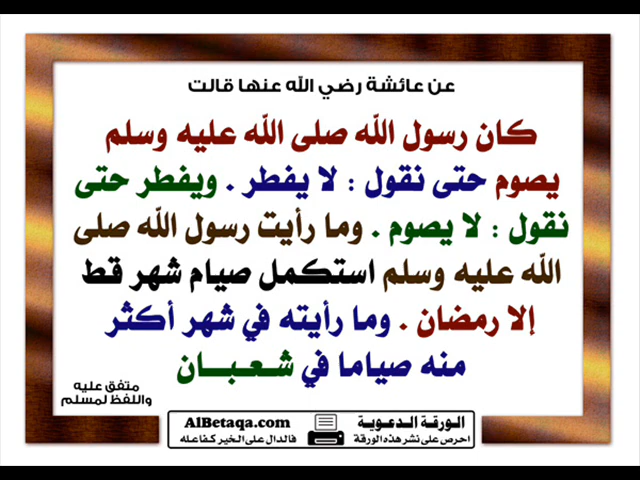 عن عائشة رضي الله عنها قالت
كان رسول الله صلى الله عليه وسلم
يصوم حتى نقول : لا يفطر . ويفطر حتى
نقول : لا يصوم . وما رأيت رسول الله صلى
الله عليه وسلم استكمل صيام شهر قط
إلا رمضان . وما رأيته في شهر أكثر
منه صياما في شعبان
متفق عليه
واللفظ لمسلم
الورقة الدعوية
احرص على نشر هذه الورقة
AlBetaqa.com
فالدال على الخير كفاعله